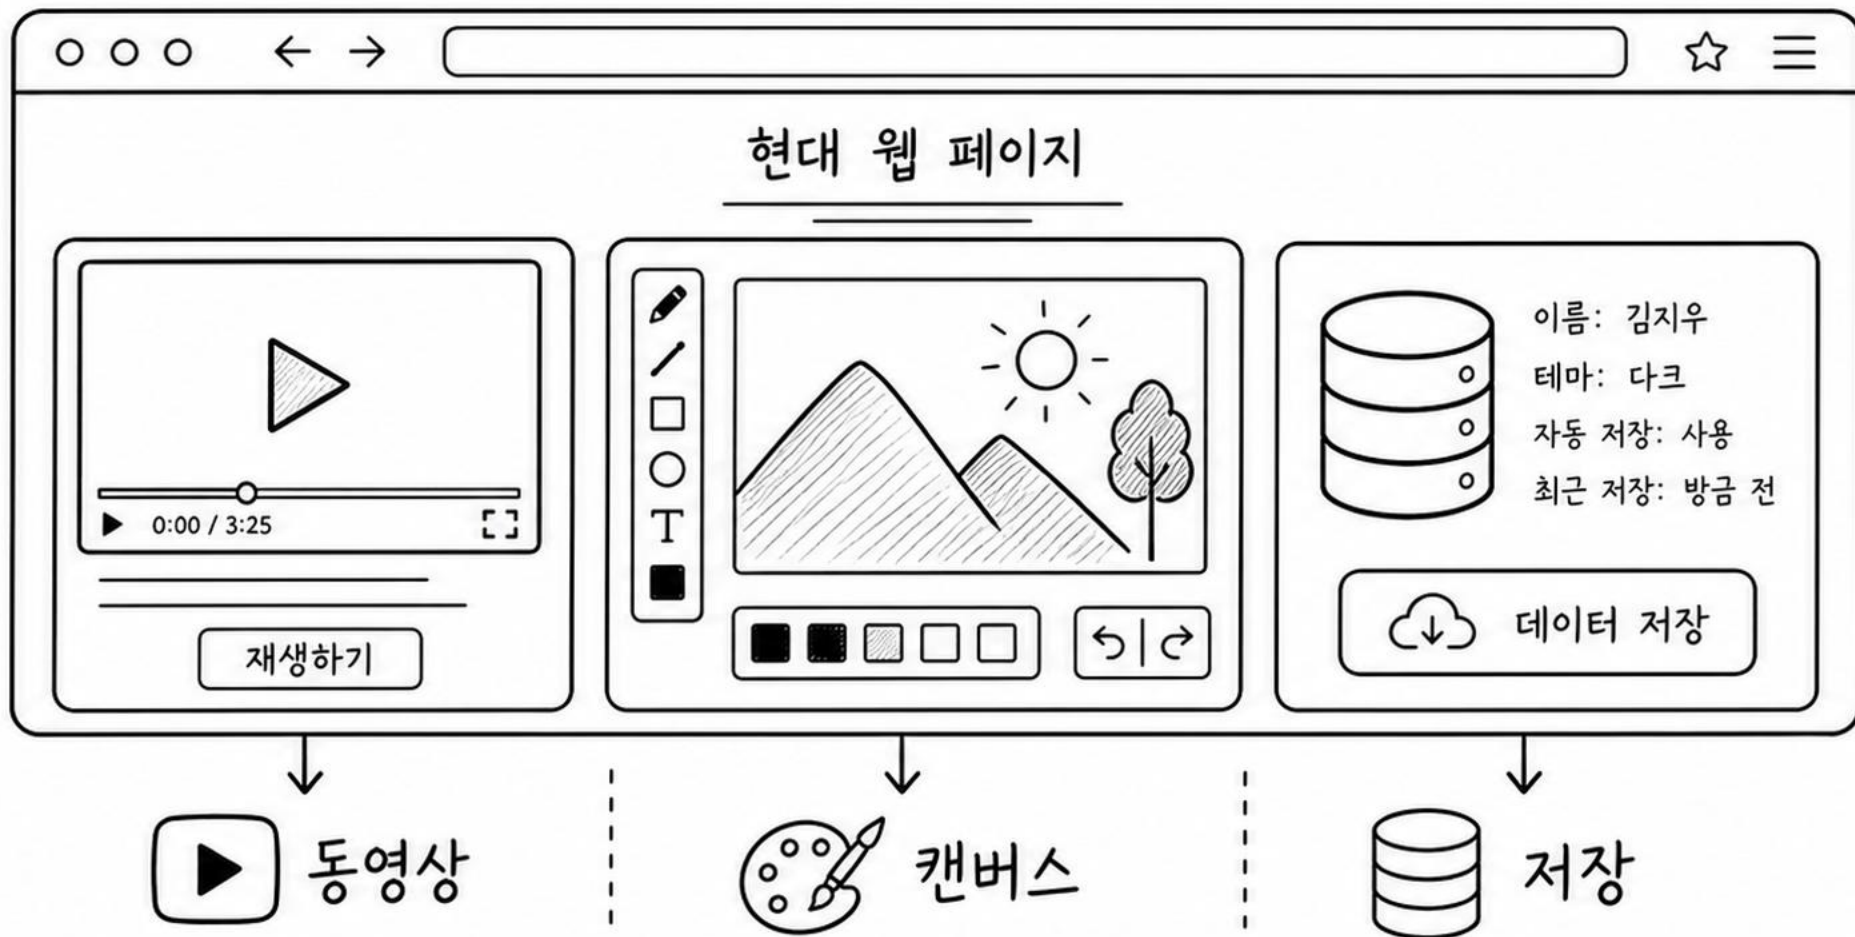 현대 웹 페이지
0:00 / 3:25
재생하기
T
이름: 김지우
테마: 다크
자동 저장: 사용
최근 저장: 방금 전
데이터 저장
동영상
캔버스
저장